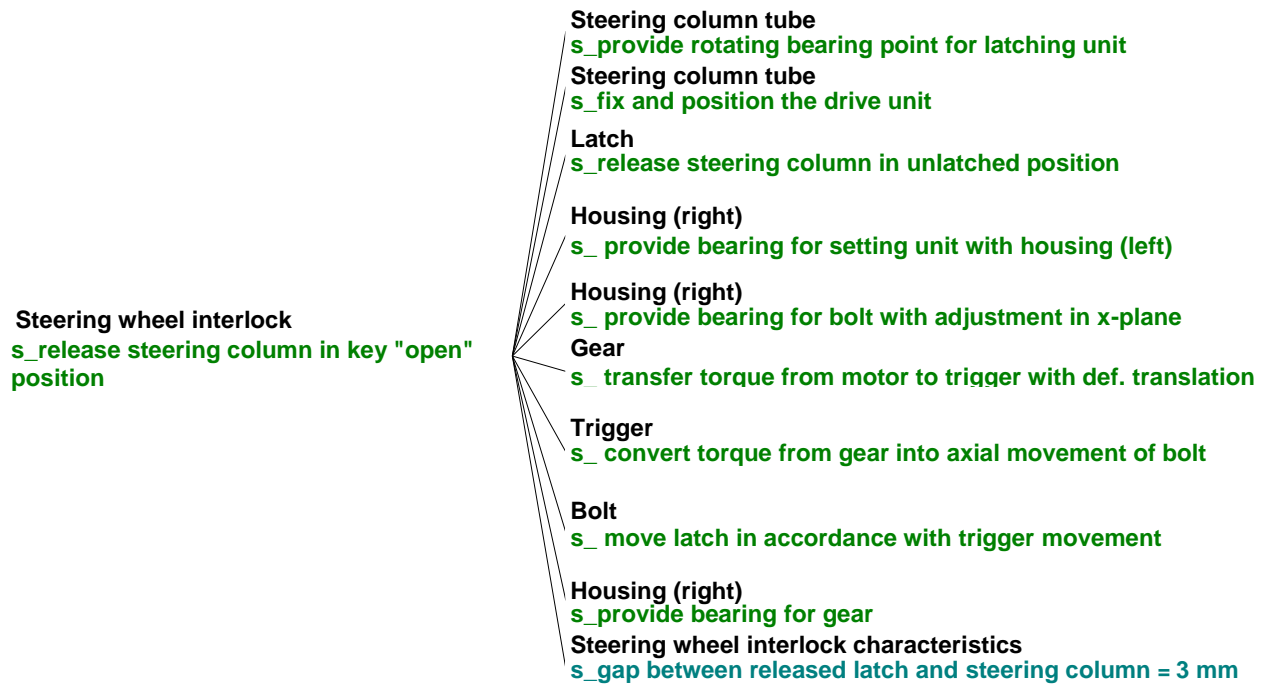 Steering column tube
s_provide rotating bearing point for latching unit
Steering column tube
s_fix and position the drive unit
Latch
s_release steering column in unlatched position
Housing (right)
s_ provide bearing for setting unit with housing (left)
Housing (right)
s_ provide bearing for bolt with adjustment in x-plane
Steering wheel interlock
s_release steering column in key "open"
position
Gear
s_ transfer torque from motor to trigger with def. translation
Trigger
s_ convert torque from gear into axial movement of bolt
Bolt
s_ move latch in accordance with trigger movement
Housing (right)
s_provide bearing for gear
Steering wheel interlock characteristics
s_gap between released latch and steering column = 3 mm